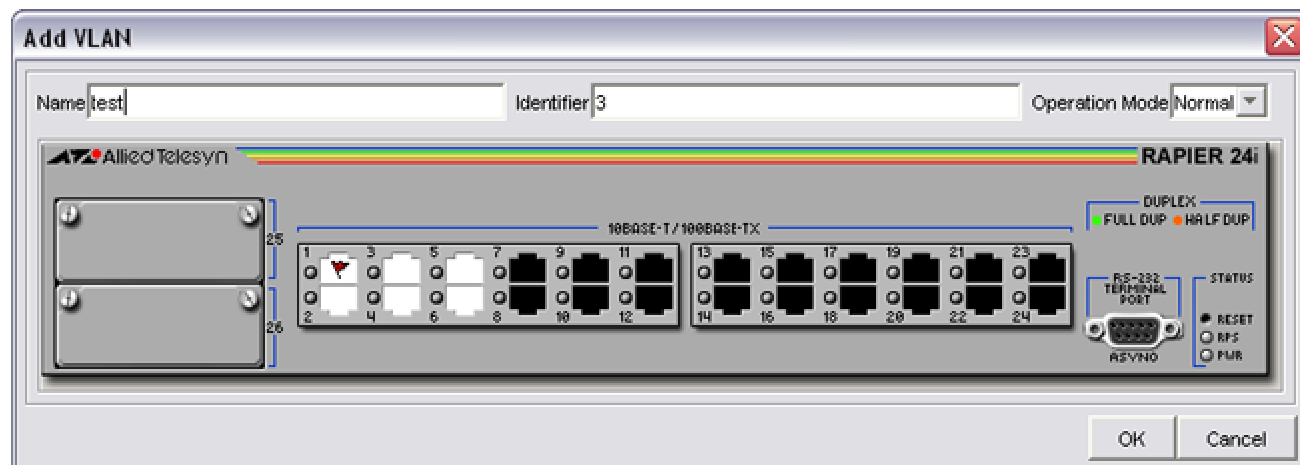 Add VLAN
Name test Identifier 3 Operation Mode Normal
Allied Telesyn RAPIER 24i
DUPLEX
FULL DUP HALF DUP
25
10BASE-T/100BASE-TX
1 3 5 7 9 11 13 15 17 19 21 23
RS-232 TERMINAL PORT
STATUS
26
2 4 6 8 10 12 14 16 18 20 22 24
RESET
RPS
PWR
ASYNO
OK Cancel